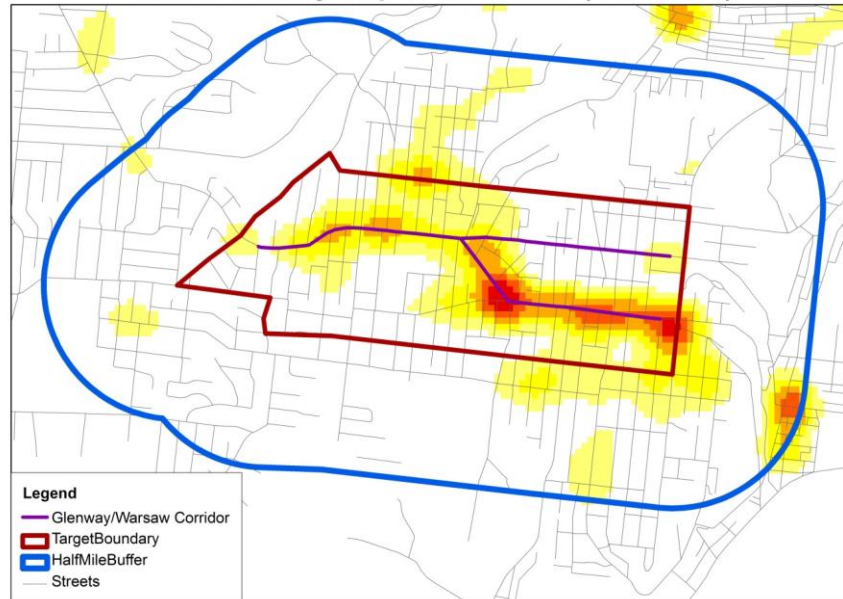 Legend
Glenway/Warsaw Corridor
TargetBoundary
HalfMileBuffer
Streets